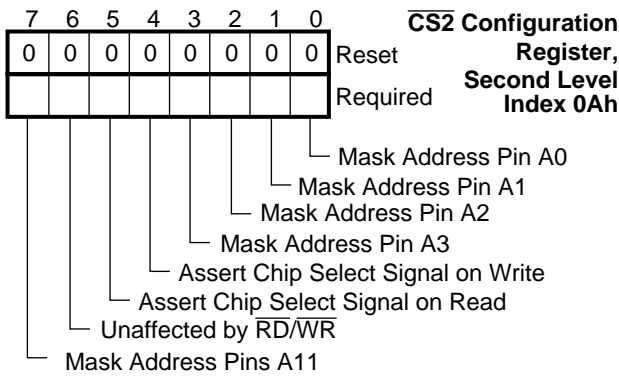 7 6 5 4 3 2 1 0
CS2 Configuration
Register,
Second Level
Index 0Ah
0 0 0 0 0 0 0 0 Reset
Required
Mask Address Pin A0
Mask Address Pin A1
Mask Address Pin A2
Mask Address Pin A3
Assert Chip Select Signal on Write
Assert Chip Select Signal on Read
Unaffected by RD/WR
Mask Address Pins A11